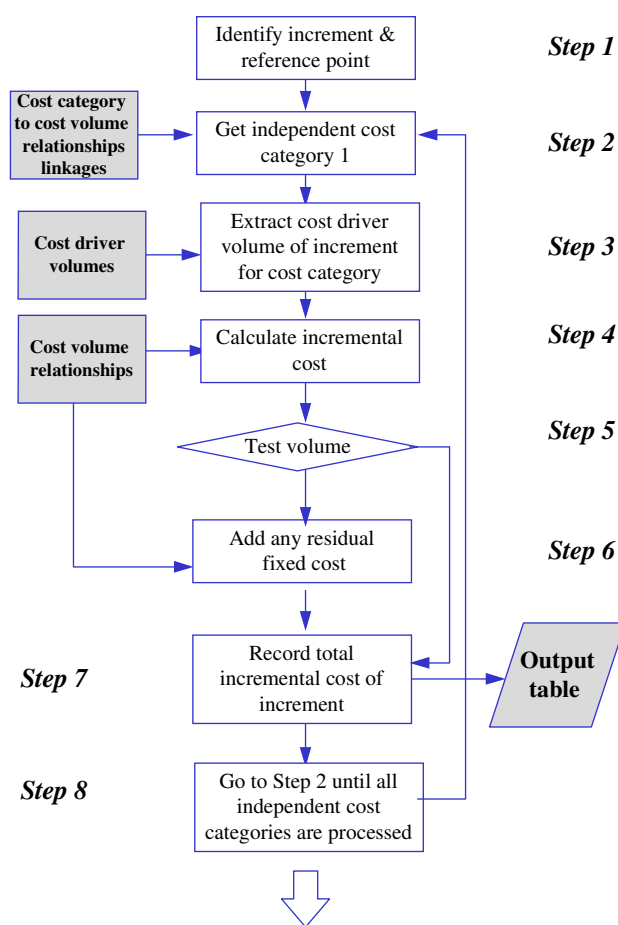 Identify increment &
reference point
Step 1
Cost category
to cost volume
relationships
linkages
Get independent cost
category 1
Step 2
Cost driver
volumes
Extract cost driver
volume of increment
for cost category
Step 3
Cost volume
relationships
Calculate incremental
cost
Step 4
Test volume
Step 5
Add any residual
fixed cost
Step 6
Step 7
Record total
incremental cost of
increment
Output
table
Step 8
Go to Step 2 until all
independent cost
categories are processed